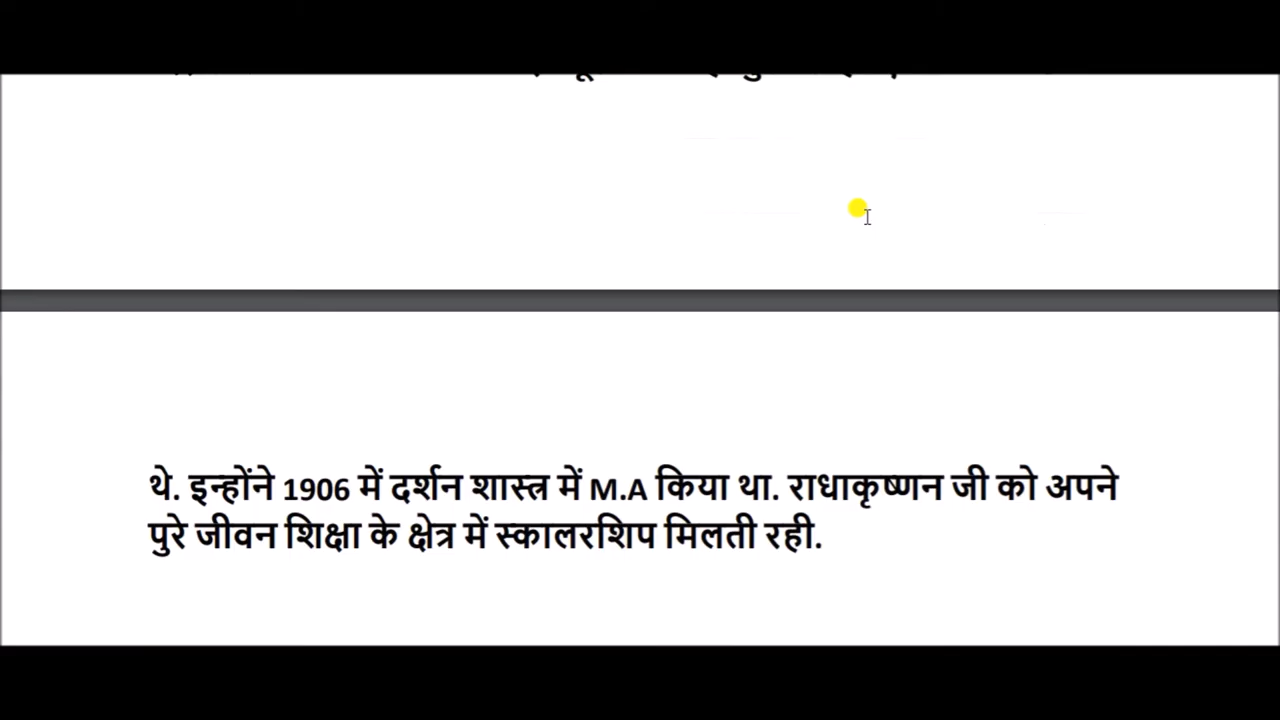 थे. इन्होंने 1906 में दर्शन शास्त्र में M.A किया था. राधाकृष्णन जी को अपने
पुरे जीवन शिक्षा के क्षेत्र में स्कालरशिप मिलती रही.